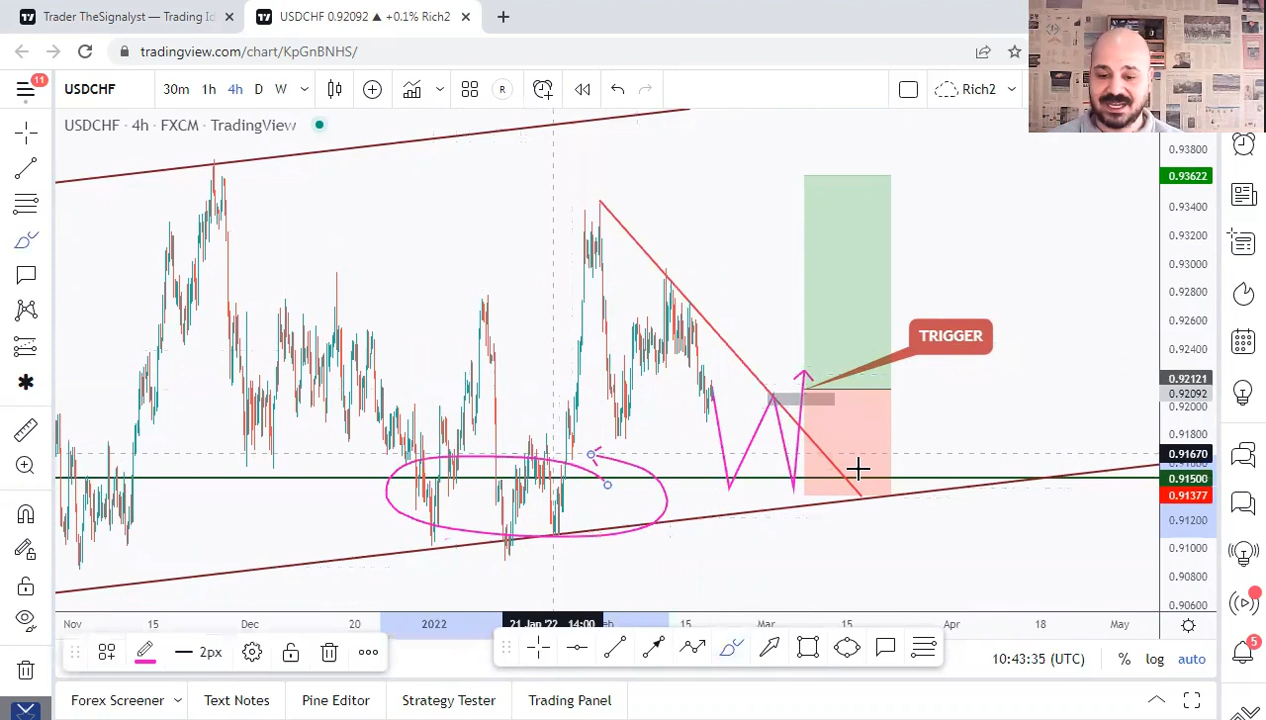 Trader TheSignalyst — Trading Id
USDCHF 0.92092 ▲ +0.1% Rich2
tradingview.com/chart/KpGnBNHS/
11
USDCHF
30m 1h 4h D W
R
Rich2
USDCHF · 4h · FXCM · TradingView
0.93800
0.93622
0.93400
0.93200
0.93000
0.92800
0.92600
0.92400
TRIGGER
0.92121
0.92092
0.92000
0.91800
0.91670
0.91500
0.91377
0.91200
0.91000
0.90800
0.90600
Nov 15 Dec 20 2022 21 Jan '22 14:00 eb 15 Mar 15 Apr 18 May
2px
10:43:35 (UTC) % log auto
5
Forex Screener Text Notes Pine Editor Strategy Tester Trading Panel